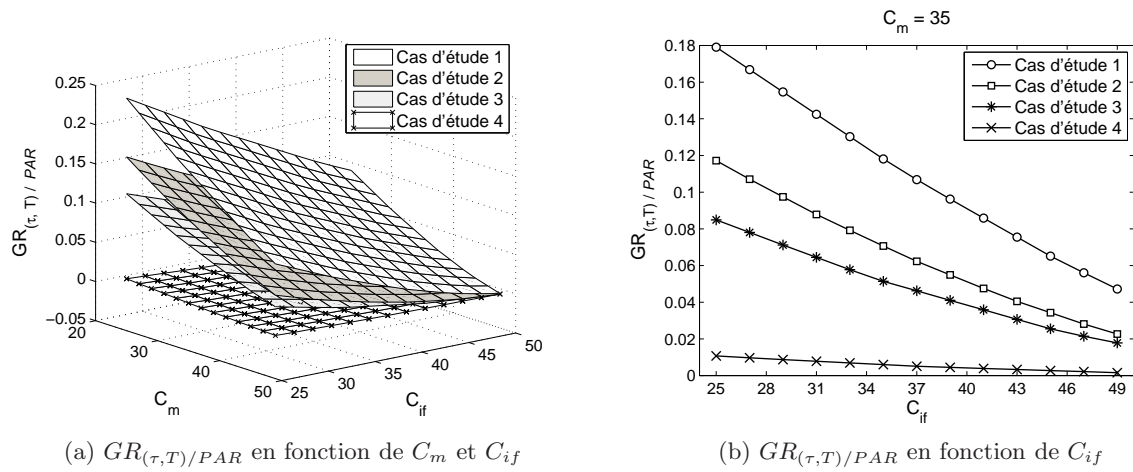 Cas d'étude 1
Cas d'étude 2
Cas d'étude 3
Cas d'étude 4
GR(τ, T) / PAR
0.25
0.2
0.15
0.1
0.05
0
−0.05
20
30
40
50
25
30
35
40
45
50
Cm
Cif
(a) GR(τ,T)/PAR en fonction de Cm et Cif
Cm = 35
Cas d'étude 1
Cas d'étude 2
Cas d'étude 3
Cas d'étude 4
GR(τ,T) / PAR
0.18
0.16
0.14
0.12
0.1
0.08
0.06
0.04
0.02
0
25 28 31 34 37 40 43 46 49
Cif
(b) GR(τ,T)/PAR en fonction de Cif